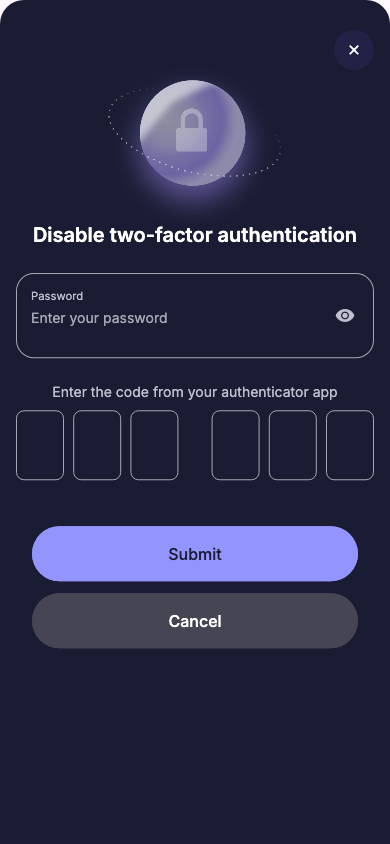 Disable two-factor authentication
Password
Enter your password
Enter the code from your authenticator app
Submit
Cancel